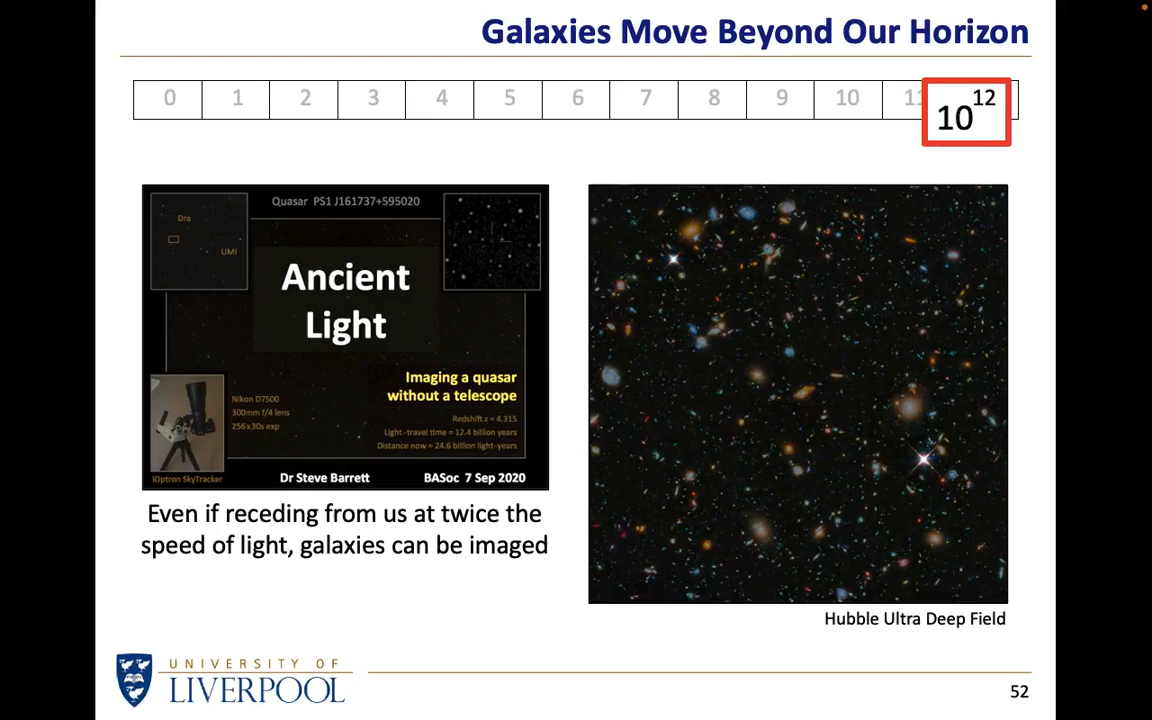 Galaxies Move Beyond Our Horizon
0 1 2 3 4 5 6 7 8 9 10 11 10^12
Quasar PS1 J161737+595020
Dra
UMI
Ancient
Light
Imaging a quasar
without a telescope
Nikon D7500
300mm f/4 lens
256x30s exp
Redshift z = 4.315
Light-travel time = 12.4 billion years
Distance now = 24.6 billion light-years
iOptron SkyTracker
Dr Steve Barrett
BASoc 7 Sep 2020
Even if receding from us at twice the
speed of light, galaxies can be imaged
Hubble Ultra Deep Field
UNIVERSITY OF
LIVERPOOL
52